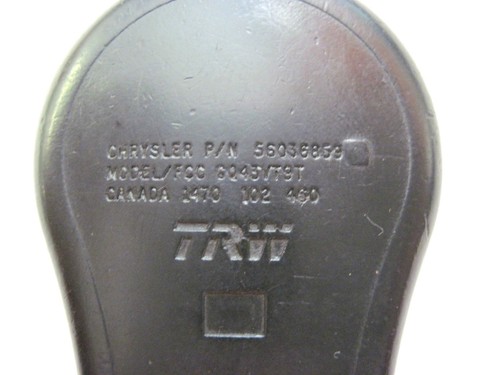 CHRYSLER P/N 56036859
MODEL/FCC GQ43VT9T
CANADA 1470 102 460
TRW